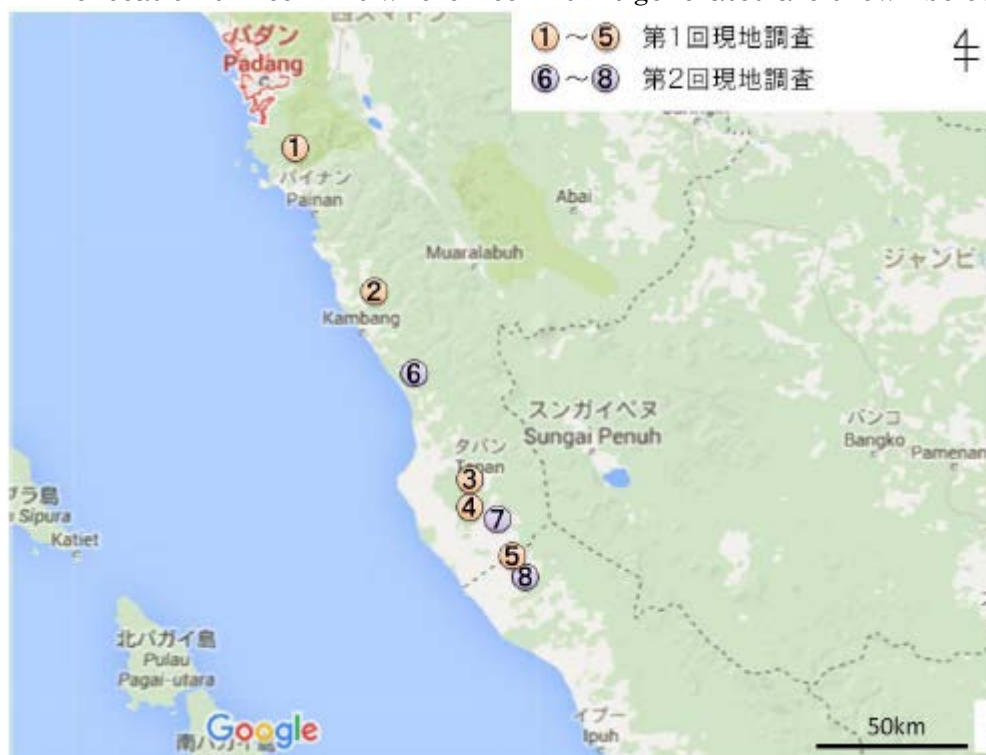 ①～⑤ 第1回現地調査
⑥～⑧ 第2回現地調査
パダン
Padang
①
パイナン
Painan
Abai
Muaralabuh
ジャンビ
②
Kambang
⑥
スンガイペヌ
Sungai Penuh
バンコ
Bangko
Pamenan
タパン
Tapan
③
④
⑦
⑤
⑧
ブラ島
Sipura
Katiet
北パガイ島
Pulau
Pagai-utara
Google
イプー
Ipuh
50km